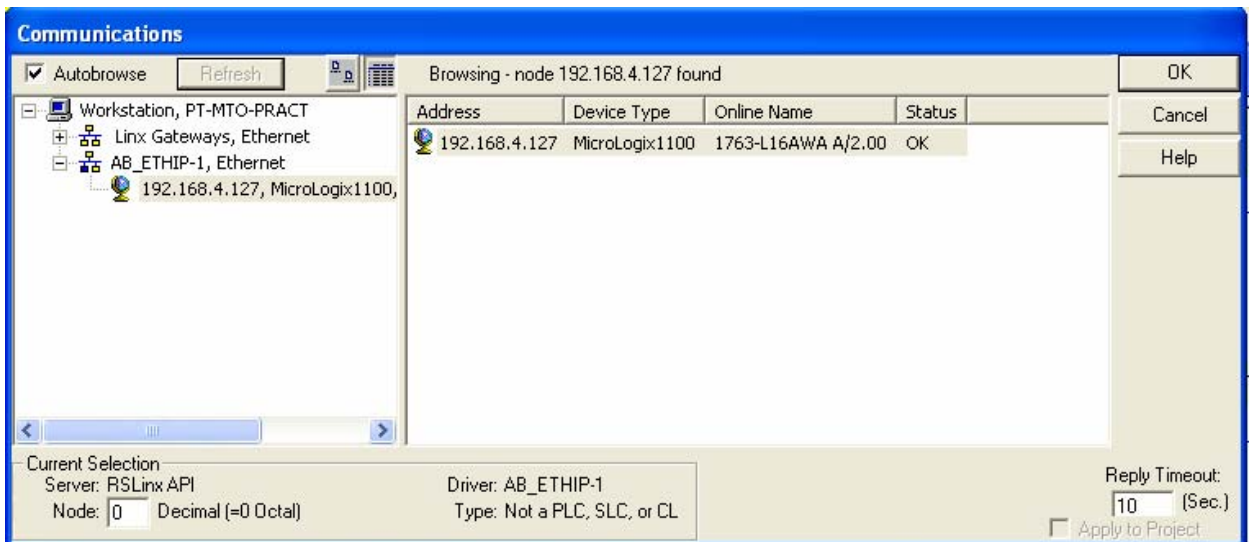 Communications
Autobrowse Refresh Browsing - node 192.168.4.127 found OK
Workstation, PT-MTO-PRACT
Linx Gateways, Ethernet
AB_ETHIP-1, Ethernet
192.168.4.127, MicroLogix1100,
Address Device Type Online Name Status
192.168.4.127 MicroLogix1100 1763-L16AWA A/2.00 OK
Cancel
Help
Current Selection
Server: RSLinx API Driver: AB_ETHIP-1
Node: 0 Decimal (=0 Octal) Type: Not a PLC, SLC, or CL
Reply Timeout:
10 (Sec.)
Apply to Project